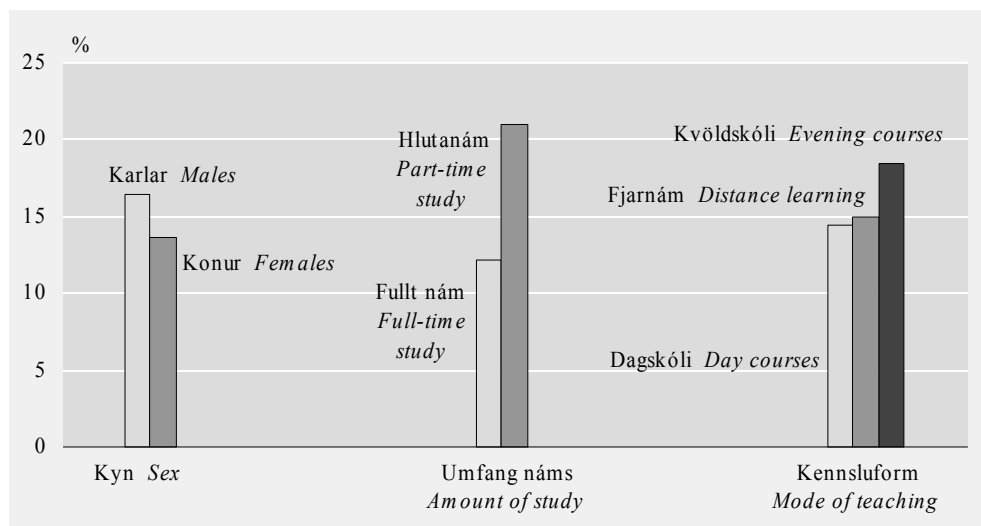 %
25
20
15
10
5
0
Karlar Males
Konur Females
Kyn Sex
Hlutanám
Part-time
study
Fullt nám
Full-time
study
Umfang náms
Amount of study
Kvöldskóli Evening courses
Fjarnám Distance learning
Dagskóli Day courses
Kennsluform
Mode of teaching